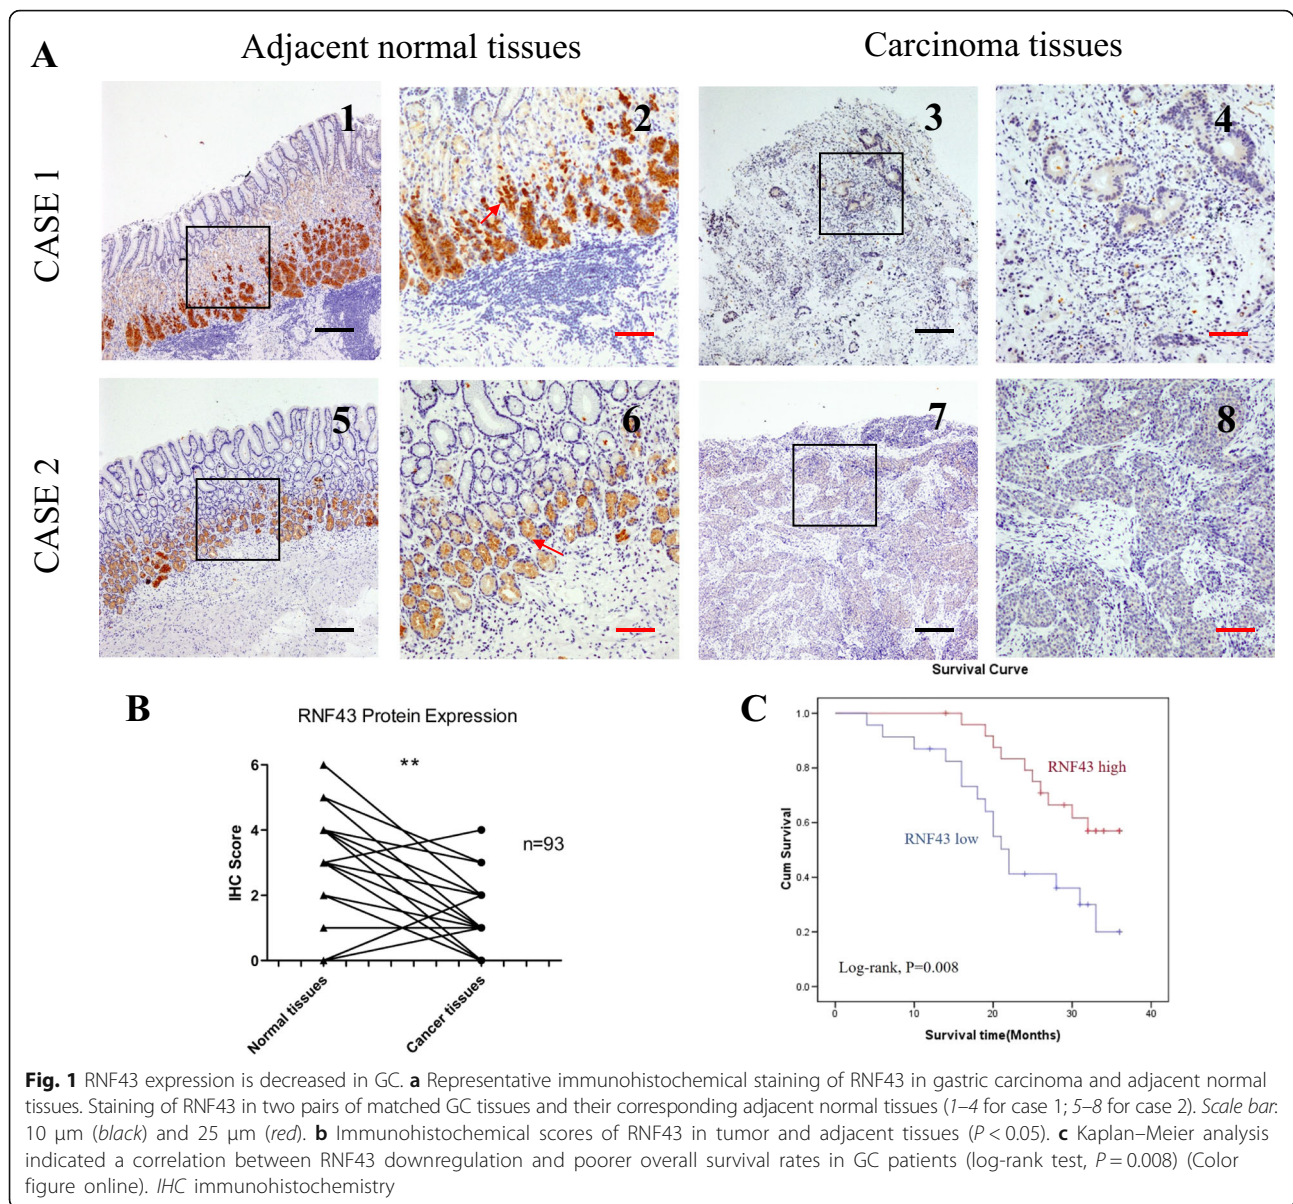 A
Adjacent normal tissues
Carcinoma tissues
CASE 1
1
2
3
4
CASE 2
5
6
7
8
B
RNF43 Protein Expression
**
n=93
IHC Score
6
4
2
0
Normal tissues
Cancer tissues
C
Survival Curve
Cum Survival
1.0
0.8
0.6
0.4
0.2
0.0
RNF43 high
RNF43 low
Log-rank, P=0.008
0
10
20
30
40
Survival time(Months)
Fig. 1 RNF43 expression is decreased in GC. a Representative immunohistochemical staining of RNF43 in gastric carcinoma and adjacent normal
tissues. Staining of RNF43 in two pairs of matched GC tissues and their corresponding adjacent normal tissues (1–4 for case 1; 5–8 for case 2). Scale bar:
10 μm (black) and 25 μm (red). b Immunohistochemical scores of RNF43 in tumor and adjacent tissues (P < 0.05). c Kaplan–Meier analysis
indicated a correlation between RNF43 downregulation and poorer overall survival rates in GC patients (log-rank test, P = 0.008) (Color
figure online). IHC immunohistochemistry